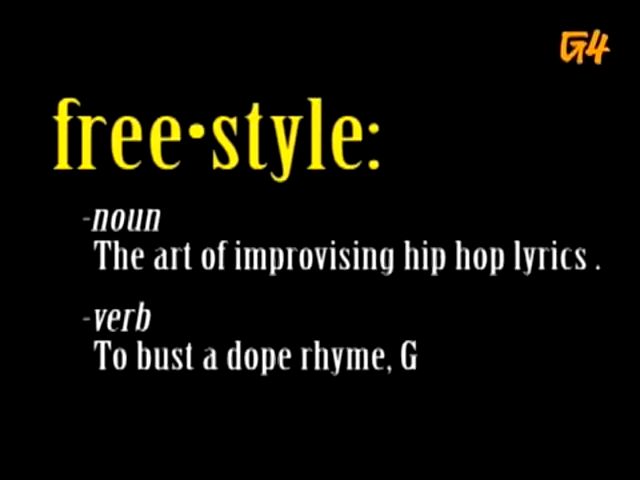 G4
free•style:
-noun
The art of improvising hip hop lyrics .
-verb
To bust a dope rhyme, G